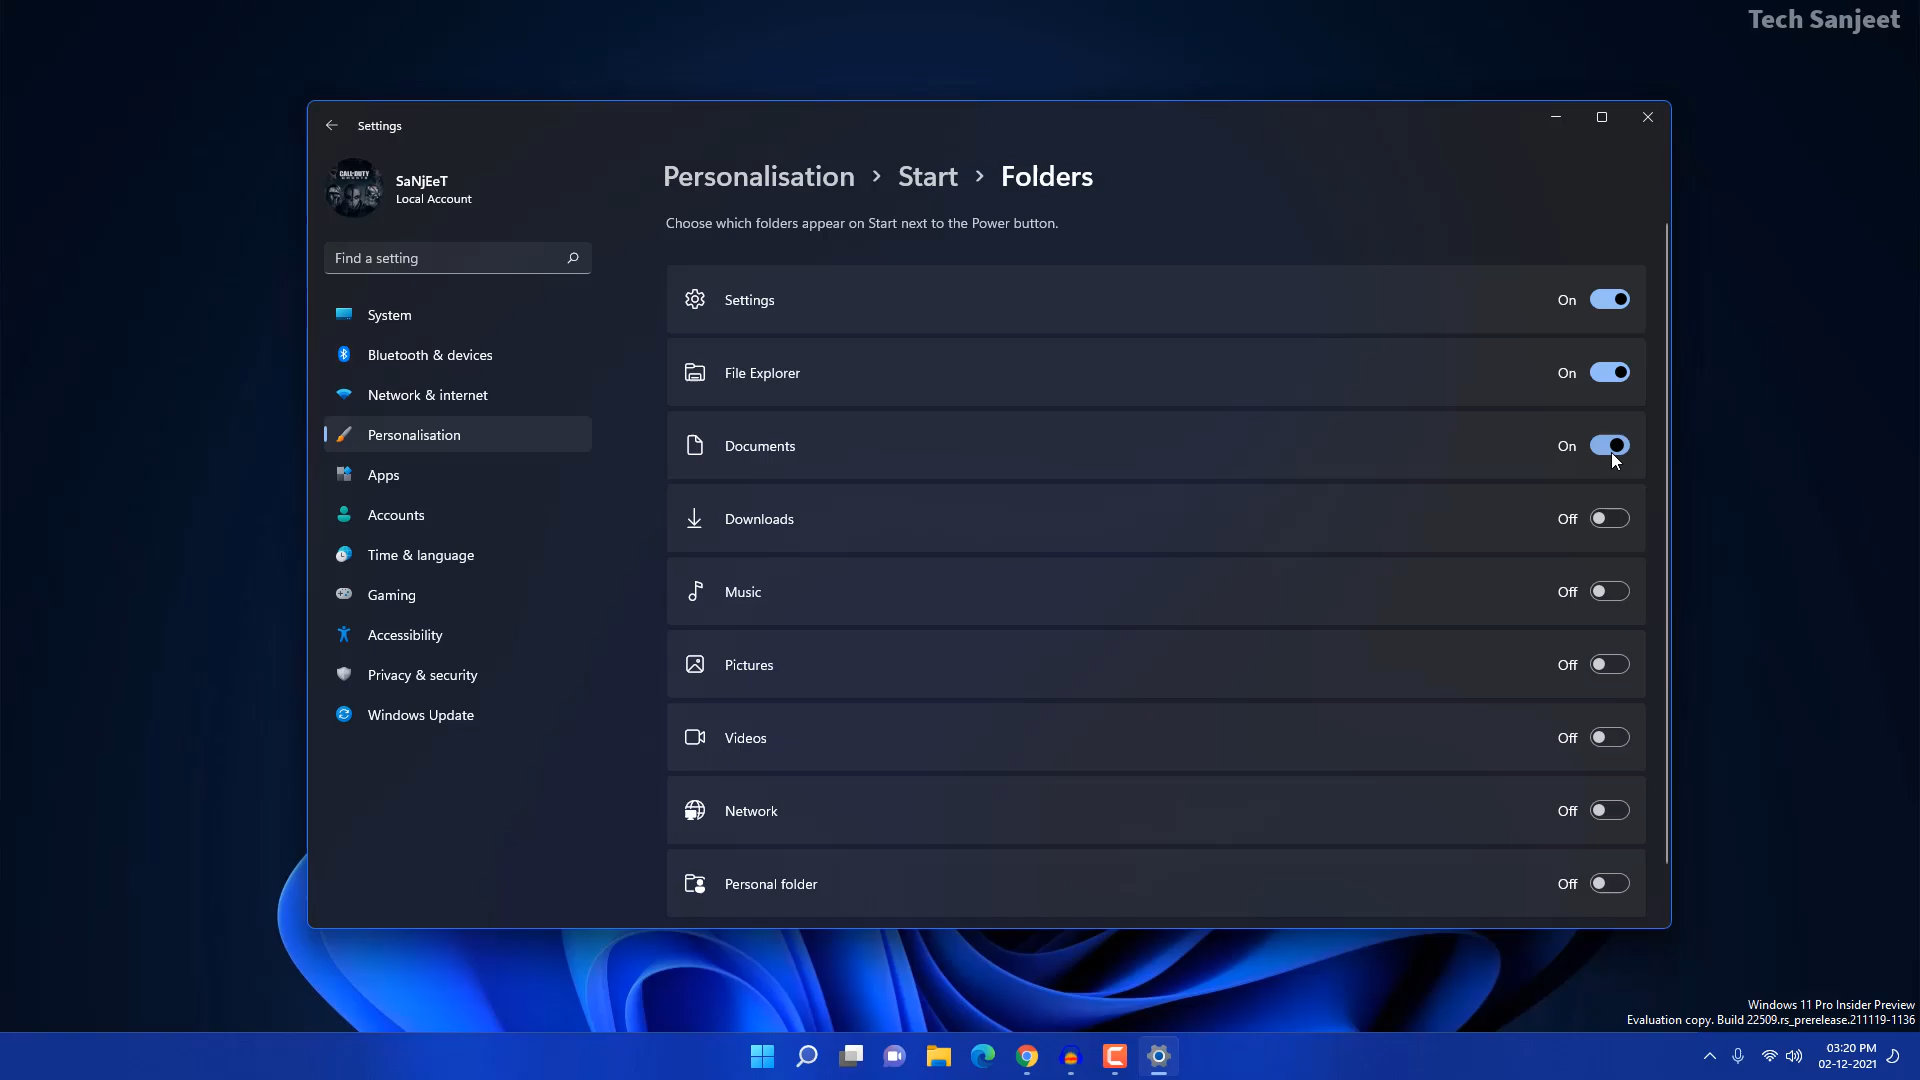 Tech Sanjeet
Settings
SaNjEeT
Local Account
Find a setting
System
Bluetooth & devices
Network & internet
Personalisation
Apps
Accounts
Time & language
Gaming
Accessibility
Privacy & security
Windows Update
Personalisation > Start > Folders
Choose which folders appear on Start next to the Power button.
Settings On
File Explorer On
Documents On
Downloads Off
Music Off
Pictures Off
Videos Off
Network Off
Personal folder Off
Windows 11 Pro Insider Preview
Evaluation copy. Build 22509.rs_prerelease.211119-1136
03:20 PM
02-12-2021